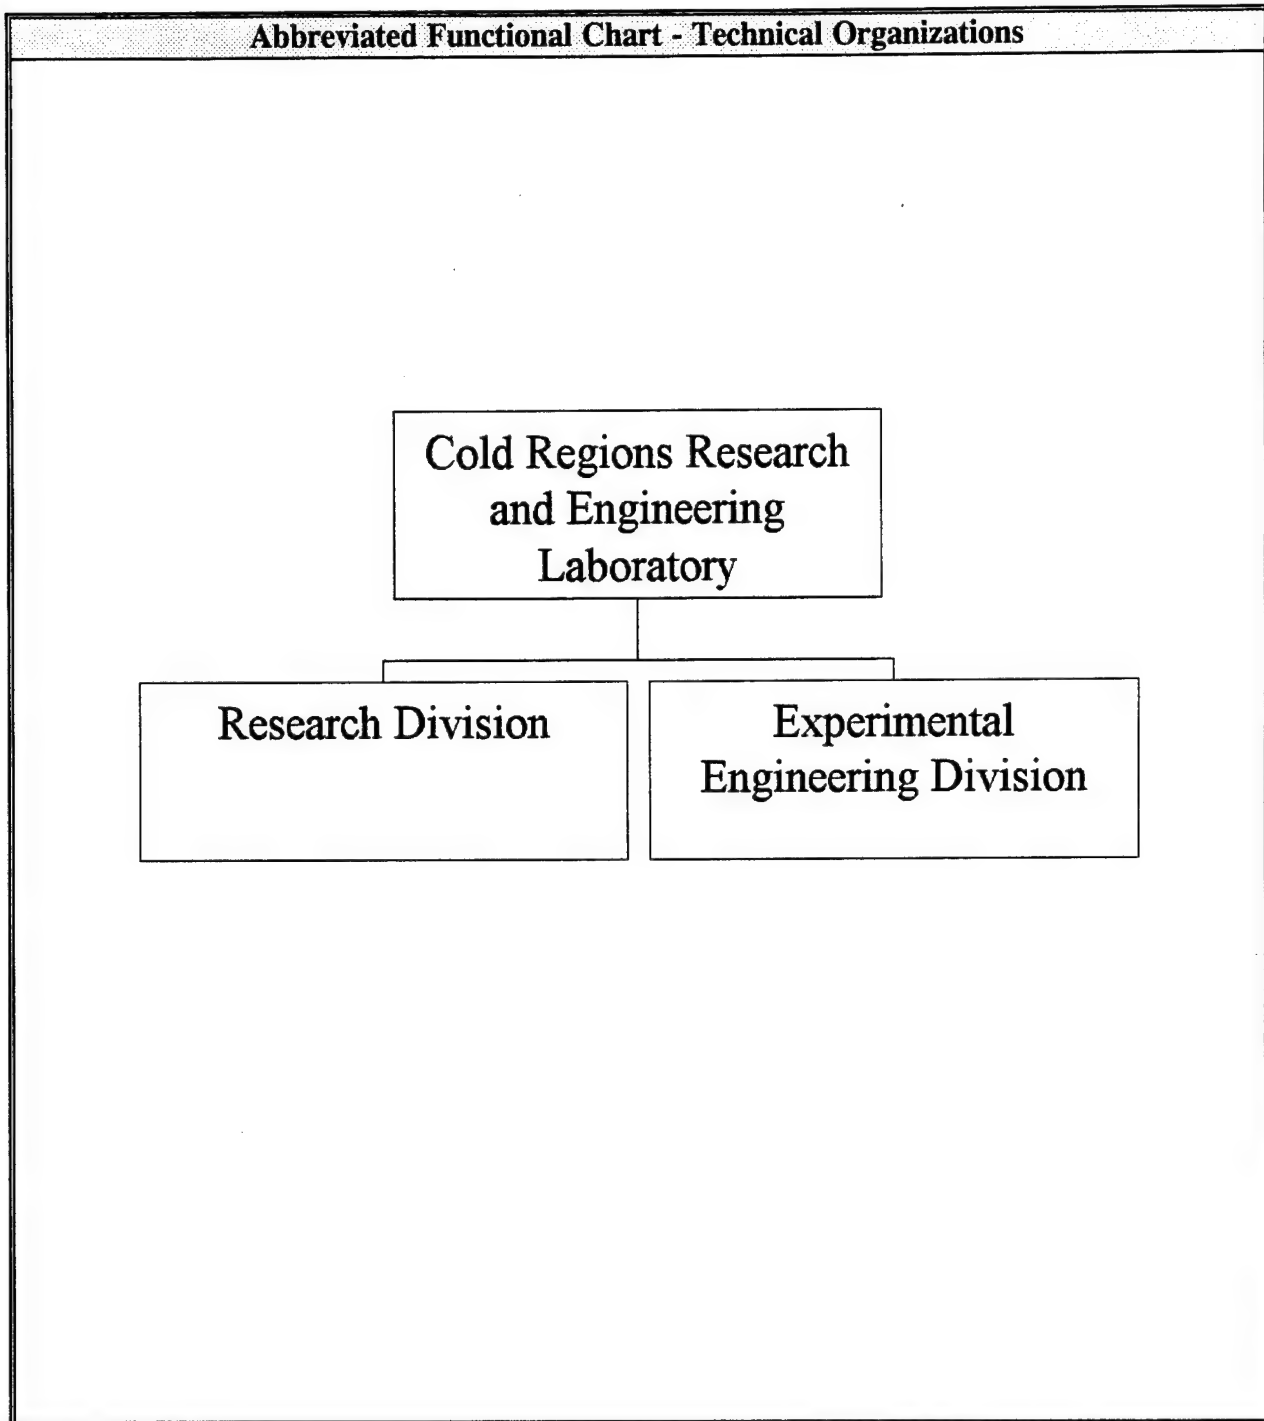 Abbreviated Functional Chart - Technical Organizations
Cold Regions Research
and Engineering
Laboratory
Research Division
Experimental
Engineering Division